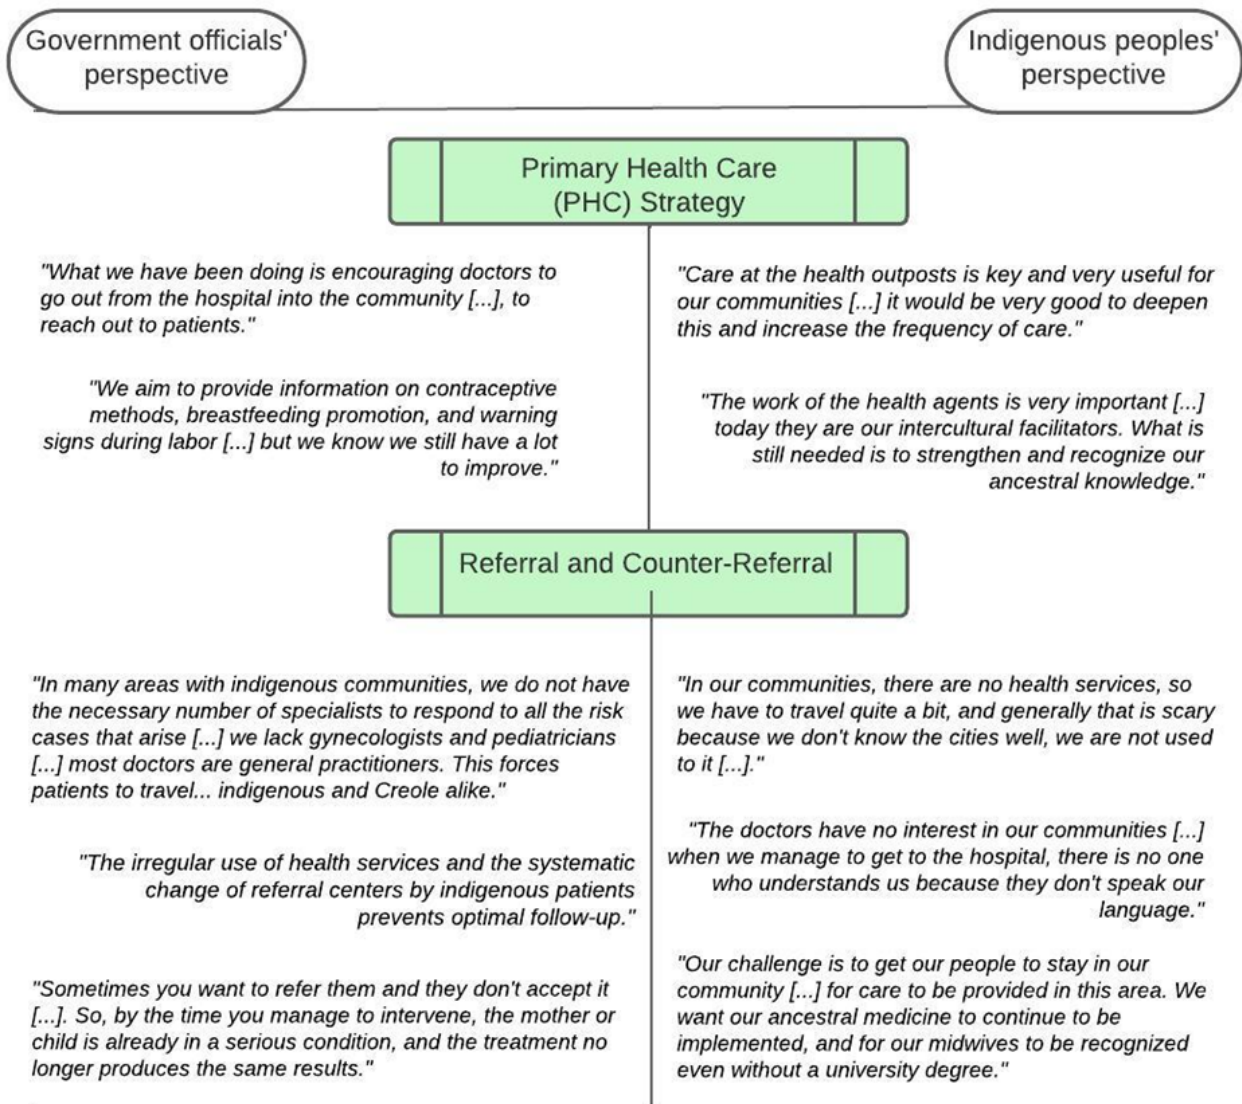 Government officials'
perspective
Indigenous peoples'
perspective
Primary Health Care
(PHC) Strategy
"What we have been doing is encouraging doctors to
go out from the hospital into the community [...], to
reach out to patients."
"We aim to provide information on contraceptive
methods, breastfeeding promotion, and warning
signs during labor [...] but we know we still have a lot
to improve."
"Care at the health outposts is key and very useful for
our communities [...] it would be very good to deepen
this and increase the frequency of care."
"The work of the health agents is very important [...]
today they are our intercultural facilitators. What is
still needed is to strengthen and recognize our
ancestral knowledge."
Referral and Counter-Referral
"In many areas with indigenous communities, we do not have
the necessary number of specialists to respond to all the risk
cases that arise [...] we lack gynecologists and pediatricians
[...] most doctors are general practitioners. This forces
patients to travel... indigenous and Creole alike."
"The irregular use of health services and the systematic
change of referral centers by indigenous patients
prevents optimal follow-up."
"Sometimes you want to refer them and they don't accept it
[...]. So, by the time you manage to intervene, the mother or
child is already in a serious condition, and the treatment no
longer produces the same results."
"In our communities, there are no health services, so
we have to travel quite a bit, and generally that is scary
because we don't know the cities well, we are not used
to it [...]."
"The doctors have no interest in our communities [...]
when we manage to get to the hospital, there is no one
who understands us because they don't speak our
language."
"Our challenge is to get our people to stay in our
community [...] for care to be provided in this area. We
want our ancestral medicine to continue to be
implemented, and for our midwives to be recognized
even without a university degree."